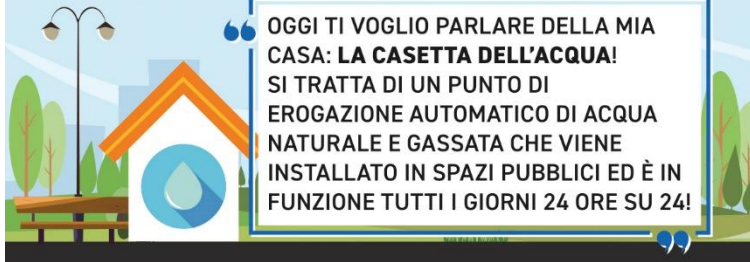 OGGI TI VOGLIO PARLARE DELLA MIA
CASA: LA CASETTA DELL'ACQUA!
SI TRATTA DI UN PUNTO DI
EROGAZIONE AUTOMATICO DI ACQUA
NATURALE E GASSATA CHE VIENE
INSTALLATO IN SPAZI PUBBLICI ED È IN
FUNZIONE TUTTI I GIORNI 24 ORE SU 24!